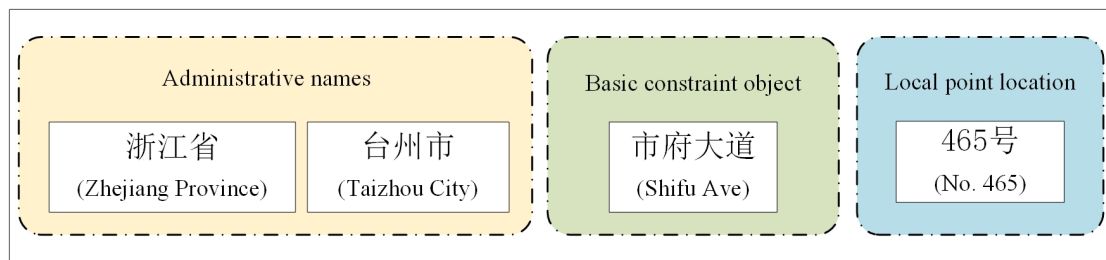 Administrative names
浙江省
(Zhejiang Province)
台州市
(Taizhou City)
Basic constraint object
市府大道
(Shifu Ave)
Local point location
465号
(No. 465)